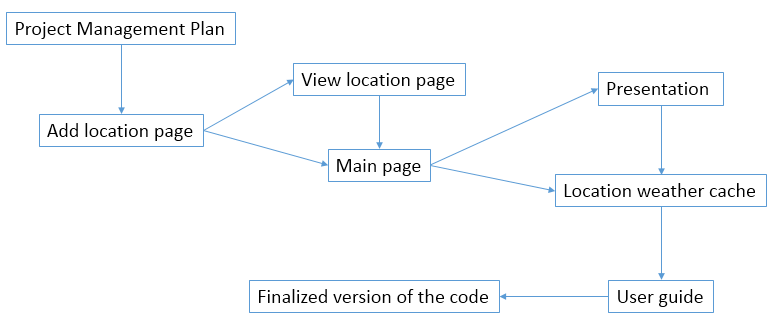 Project Management Plan
View location page
Presentation
Add location page
Main page
Location weather cache
Finalized version of the code
User guide